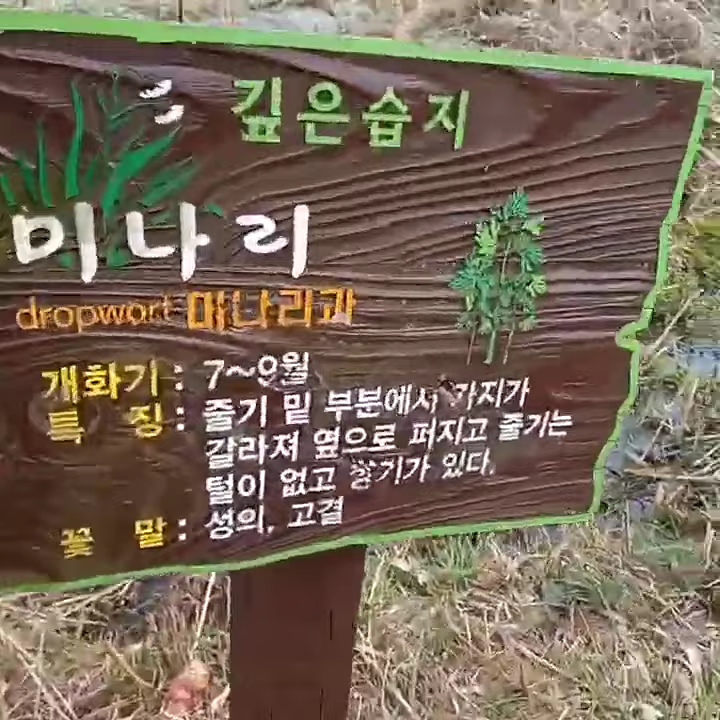 깊은습지
미나리
dropwort 미나리과
개화기 : 7~9월
특 징 : 줄기 밑 부분에서 가지가
갈라져 옆으로 퍼지고 줄기는
털이 없고 향기가 있다.
꽃 말 : 성의, 고결